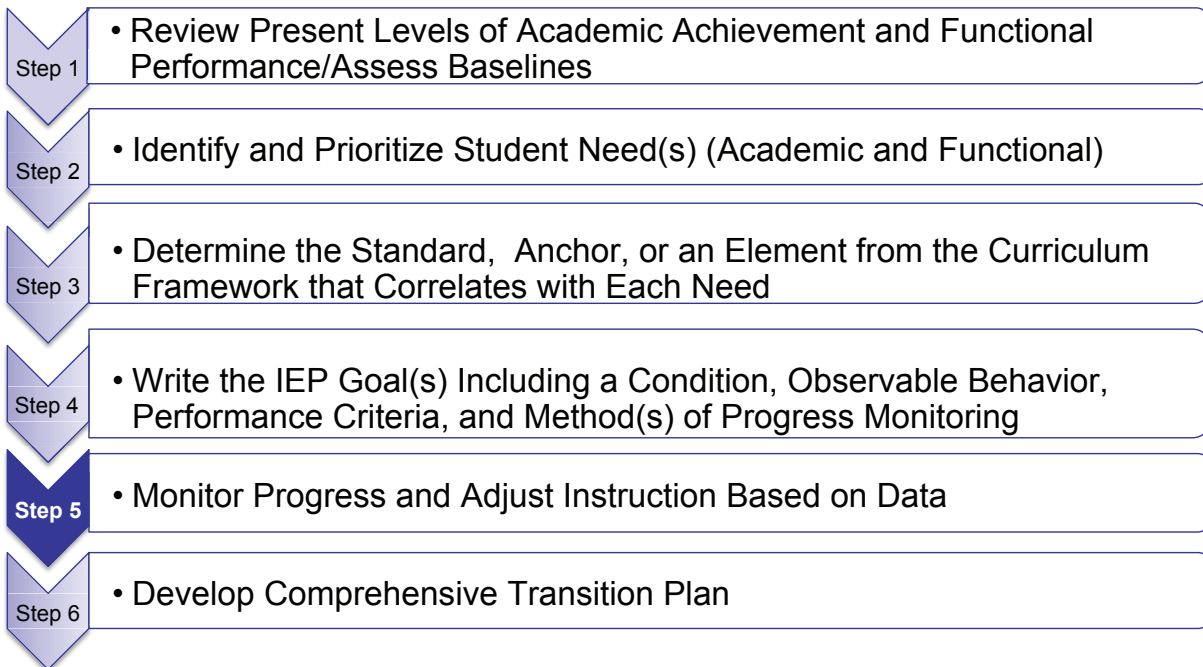 Step 1
• Review Present Levels of Academic Achievement and Functional
Performance/Assess Baselines
Step 2
• Identify and Prioritize Student Need(s) (Academic and Functional)
Step 3
• Determine the Standard, Anchor, or an Element from the Curriculum
Framework that Correlates with Each Need
Step 4
• Write the IEP Goal(s) Including a Condition, Observable Behavior,
Performance Criteria, and Method(s) of Progress Monitoring
Step 5
• Monitor Progress and Adjust Instruction Based on Data
Step 6
• Develop Comprehensive Transition Plan